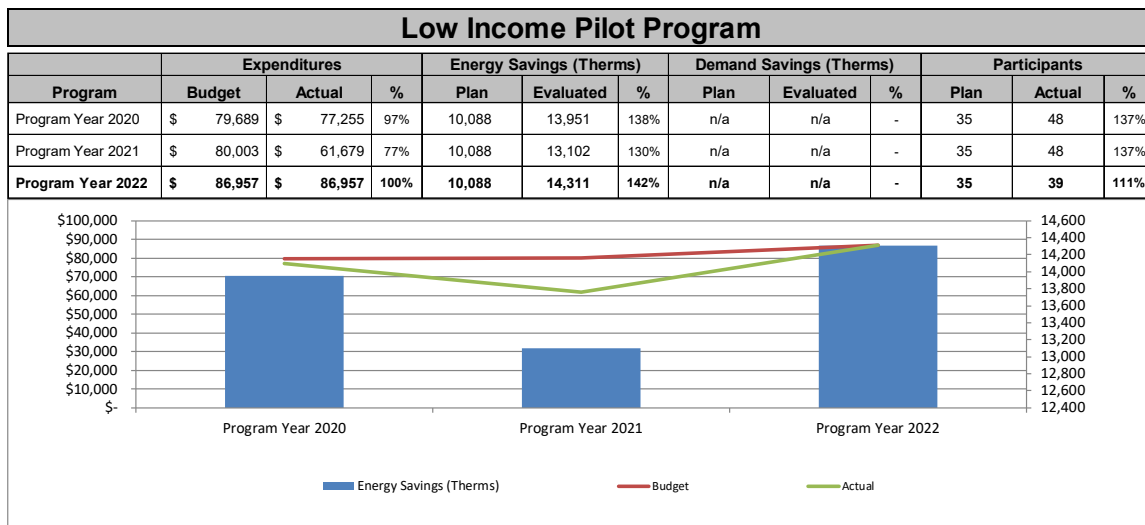 Low Income Pilot Program
Expenditures Energy Savings (Therms) Demand Savings (Therms) Participants
Program Budget Actual % Plan Evaluated % Plan Evaluated % Plan Actual %
Program Year 2020 $ 79,689 $ 77,255 97% 10,088 13,951 138% n/a n/a - 35 48 137%
Program Year 2021 $ 80,003 $ 61,679 77% 10,088 13,102 130% n/a n/a - 35 48 137%
Program Year 2022 $ 86,957 $ 86,957 100% 10,088 14,311 142% n/a n/a - 35 39 111%
$100,000 14,600
$90,000 14,400
$80,000 14,200
$70,000 14,000
$60,000 13,800
$50,000 13,600
$40,000 13,400
$30,000 13,200
$20,000 13,000
$10,000 12,800
$- 12,600
12,400
Program Year 2020 Program Year 2021 Program Year 2022
Energy Savings (Therms) Budget Actual